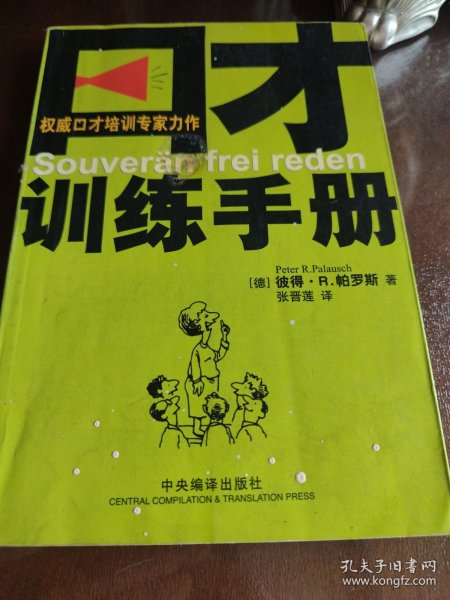 口才
权威口才培训专家力作
Souverän frei reden
训练手册
Peter R.Palausch
[德] 彼得·R.帕罗斯 著
张晋莲 译
中央编译出版社
CENTRAL COMPILATION & TRANSLATION PRESS
孔夫子旧书网
www.kongfz.com